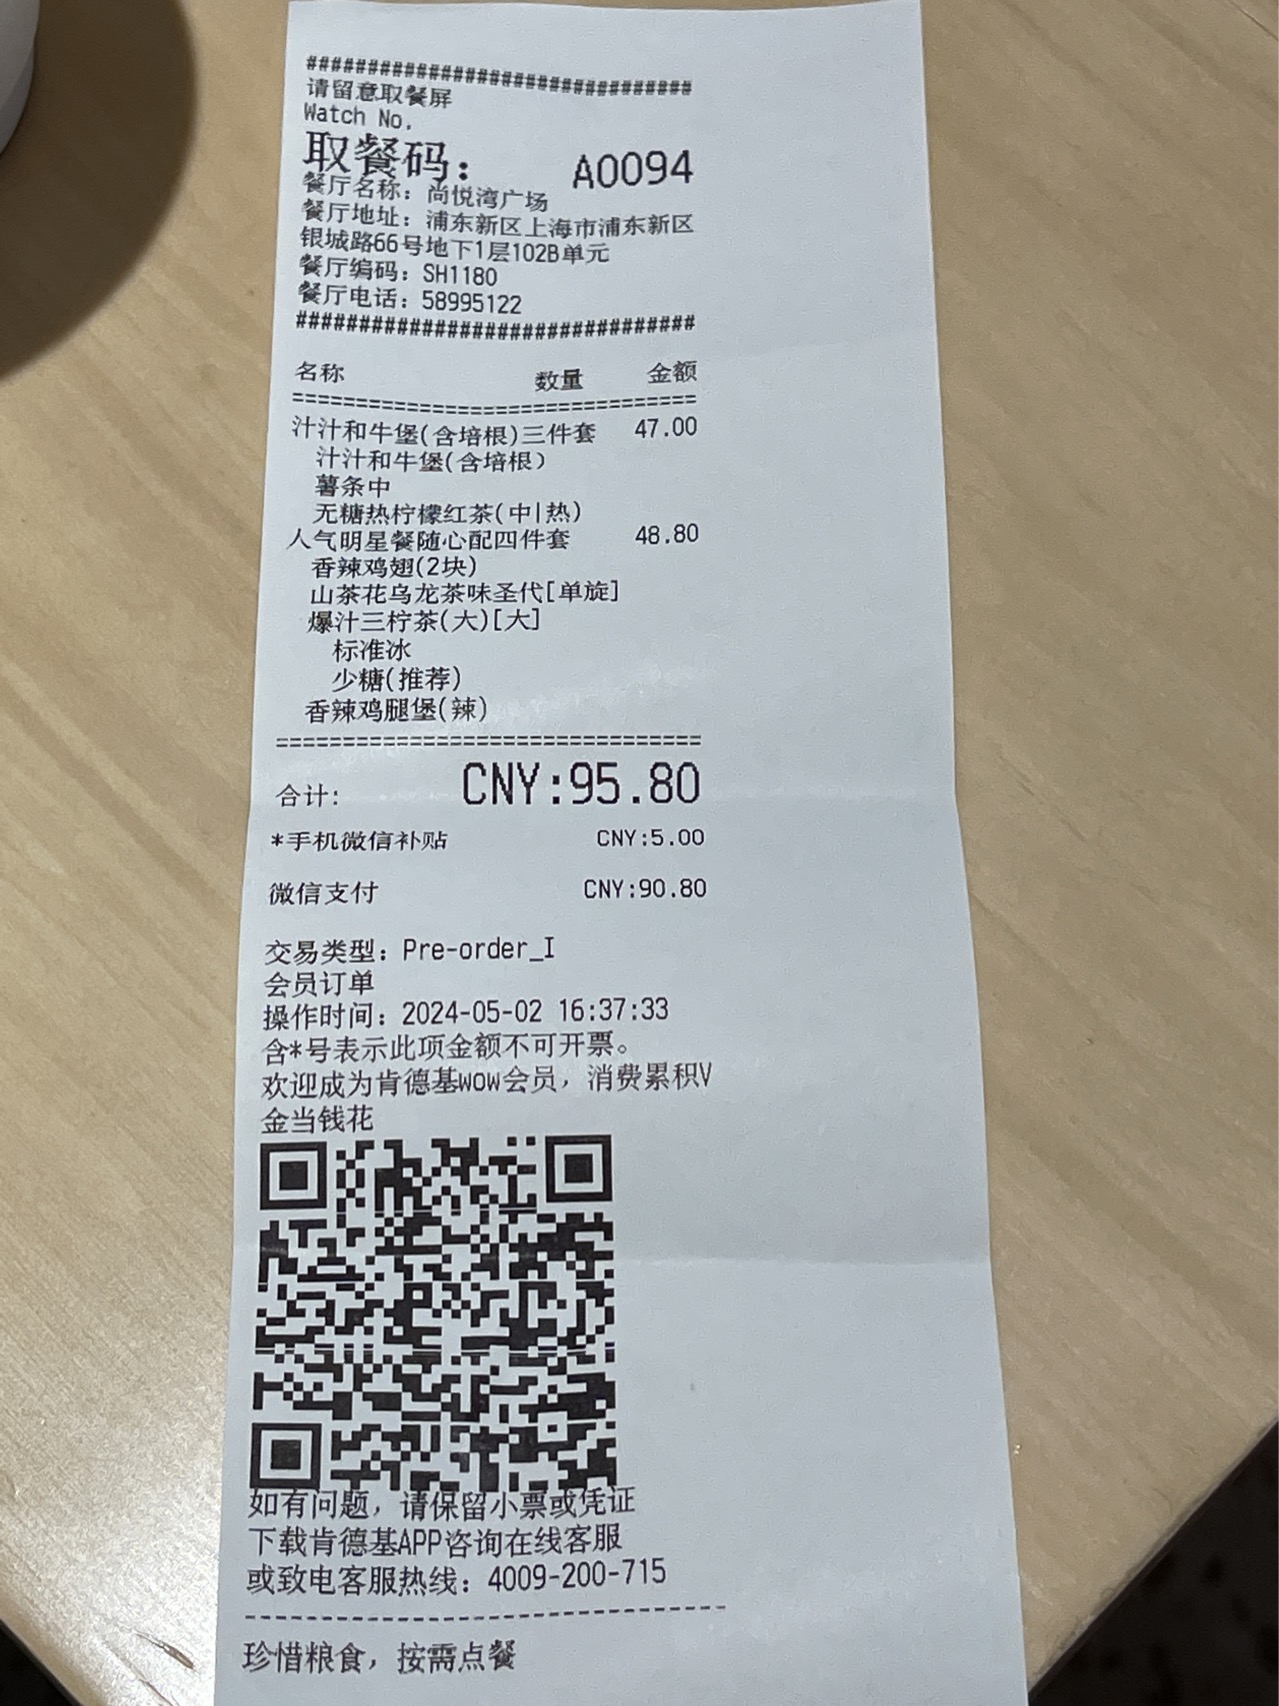 ################################
请留意取餐屏
Watch No.
取餐码： A0094
餐厅名称：尚悦湾广场
餐厅地址：浦东新区上海市浦东新区
银城路66号地下1层102B单元
餐厅编码：SH1180
餐厅电话：58995122
################################
名称 数量 金额
================================
汁汁和牛堡(含培根)三件套 47.00
汁汁和牛堡(含培根)
薯条中
无糖热柠檬红茶(中|热)
人气明星餐随心配四件套 48.80
香辣鸡翅(2块)
山茶花乌龙茶味圣代[单旋]
爆汁三柠茶(大)[大]
标准冰
少糖(推荐)
香辣鸡腿堡(辣)
================================
合计: CNY:95.80
*手机微信补贴 CNY:5.00
微信支付 CNY:90.80
交易类型：Pre-order_I
会员订单
操作时间：2024-05-02 16:37:33
含*号表示此项金额不可开票。
欢迎成为肯德基WOW会员，消费累积V
金当钱花
如有问题，请保留小票或凭证
下载肯德基APP咨询在线客服
或致电客服热线：4009-200-715
--------------------------------
珍惜粮食，按需点餐